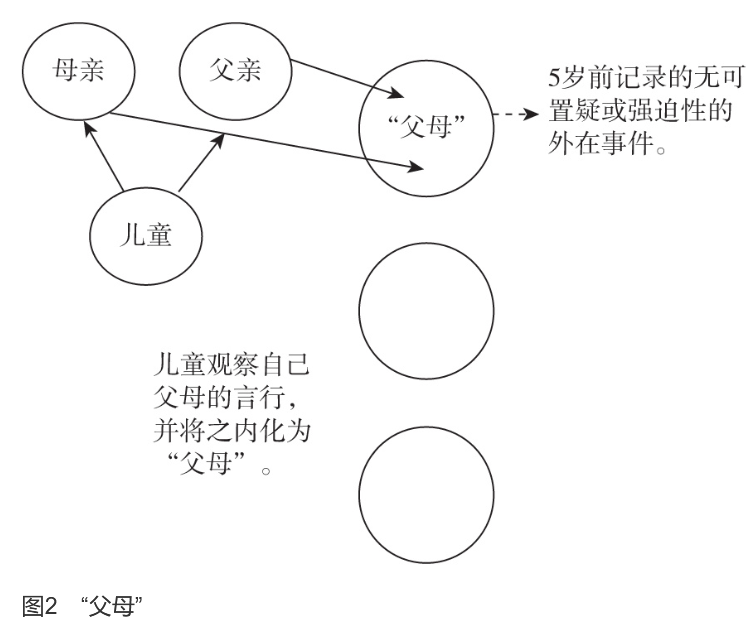 母亲
父亲
“父母”
5岁前记录的无可
置疑或强迫性的
外在事件。
儿童
儿童观察自己
父母的言行，
并将之内化为
“父母”。
图2 “父母”